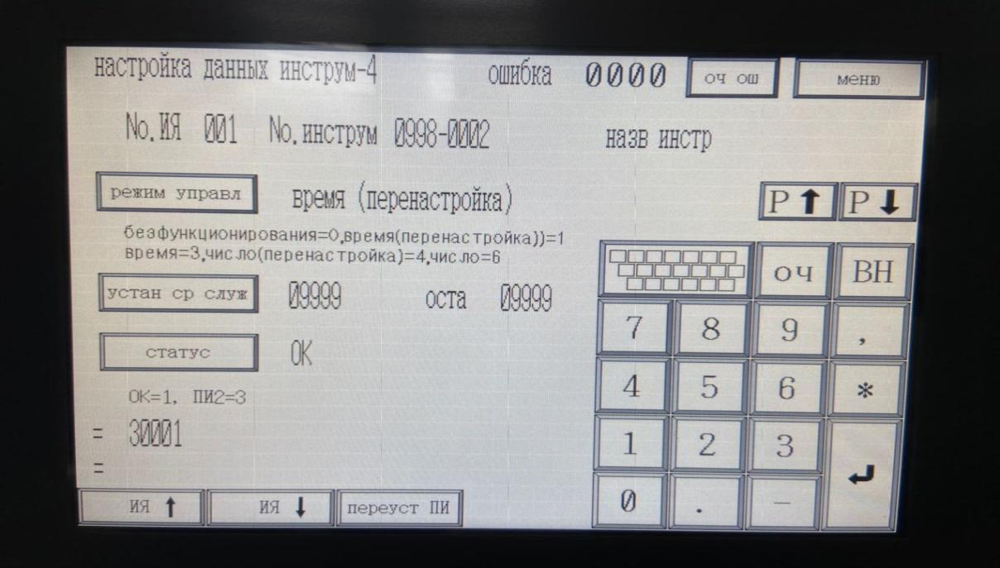 настройка данных инструм-4 ошибка 0000 оч ош меню
No.ИЯ 001 No.инструм 0998-0002 назв инстр
режим управл время (перенастройка) P ↑ P ↓
безфункционирования=0,время(перенастройка))=1
время=3,число(перенастройка)=4,число=6
оч ВН
устан ср служ 09999 оста 09999
7 8 9 ,
статус ОК
4 5 6 *
ОК=1, ПИ2=3
= 30001
1 2 3 ↵
=
0 . –
ИЯ ↑ ИЯ ↓ переуст ПИ